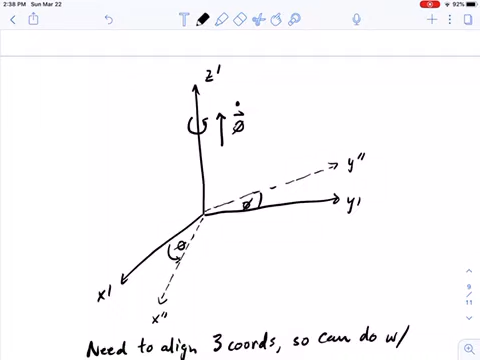 2:38 PM Sun Mar 22
92%
z'
φ̇
y"
φ
y'
φ
x'
x"
9
11
Need to align 3 coords, so can do w/